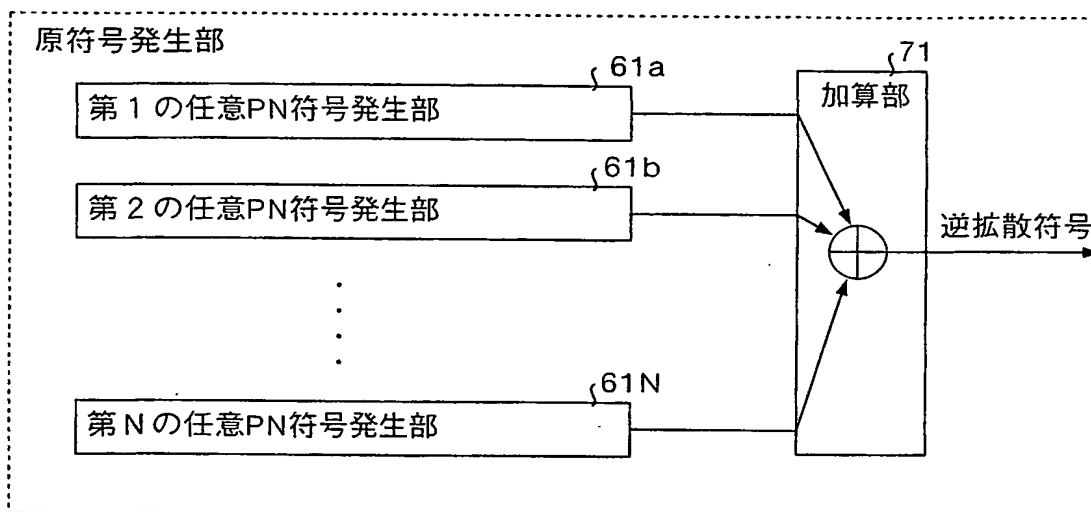 原符号発生部
61a
第1の任意PN符号発生部
71
加算部
61b
第2の任意PN符号発生部
逆拡散符号
61N
第Nの任意PN符号発生部